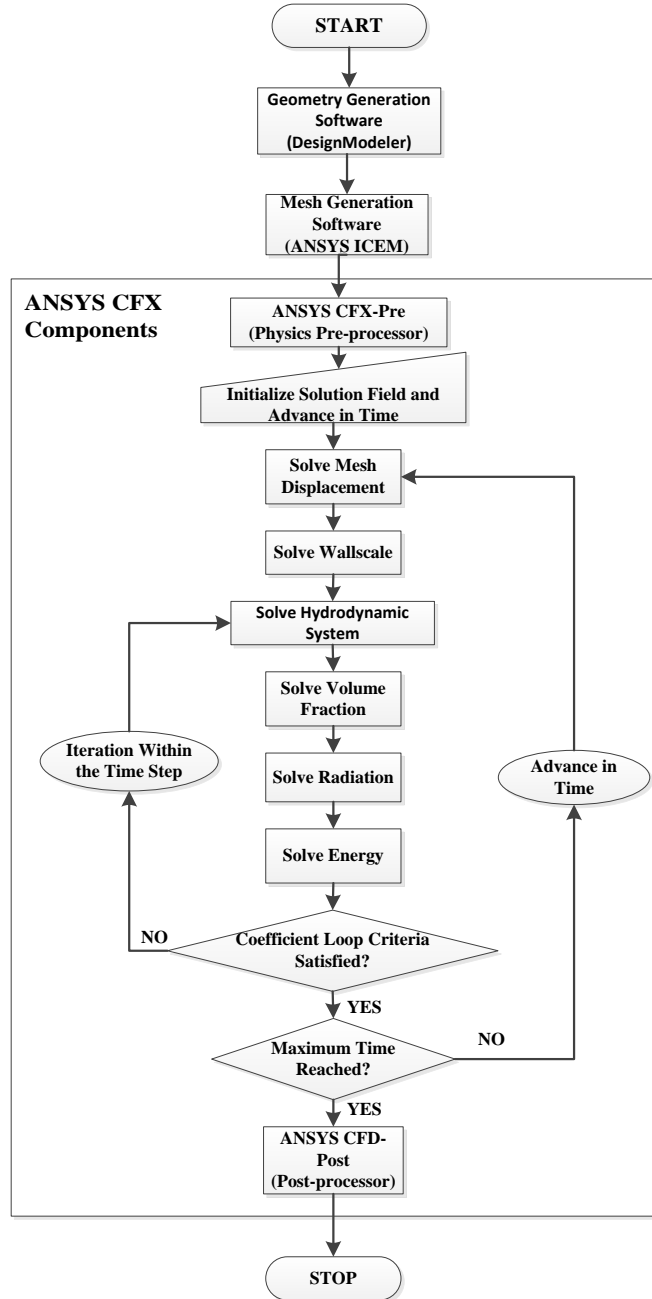 START
Geometry Generation
Software
(DesignModeler)
Mesh Generation
Software
(ANSYS ICEM)
ANSYS CFX
Components
ANSYS CFX-Pre
(Physics Pre-processor)
Initialize Solution Field and
Advance in Time
Solve Mesh
Displacement
Solve Wallscale
Solve Hydrodynamic
System
Solve Volume
Fraction
Iteration Within
the Time Step
Advance in
Time
Solve Radiation
Solve Energy
NO
Coefficient Loop Criteria
Satisfied?
YES
Maximum Time
Reached?
NO
YES
ANSYS CFD-
Post
(Post-processor)
STOP